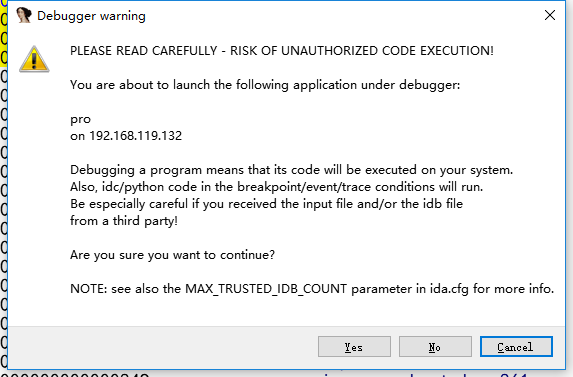 Debugger warning
PLEASE READ CAREFULLY - RISK OF UNAUTHORIZED CODE EXECUTION!
You are about to launch the following application under debugger:
pro
on 192.168.119.132
Debugging a program means that its code will be executed on your system.
Also, idc/python code in the breakpoint/event/trace conditions will run.
Be especially careful if you received the input file and/or the idb file
from a third party!
Are you sure you want to continue?
NOTE: see also the MAX_TRUSTED_IDB_COUNT parameter in ida.cfg for more info.
Yes No Cancel